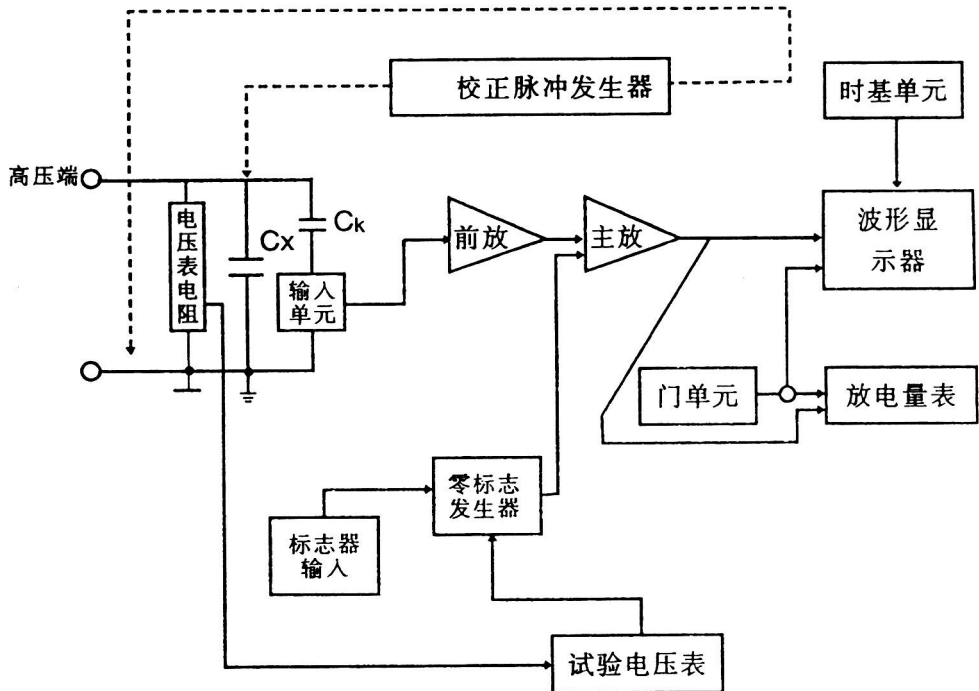 校正脉冲发生器
时基单元
高压端
电压表电阻
Cx
Ck
输入
单元
前放
主放
波形显
示器
门单元
放电量表
零标志
发生器
标志器
输入
试验电压表